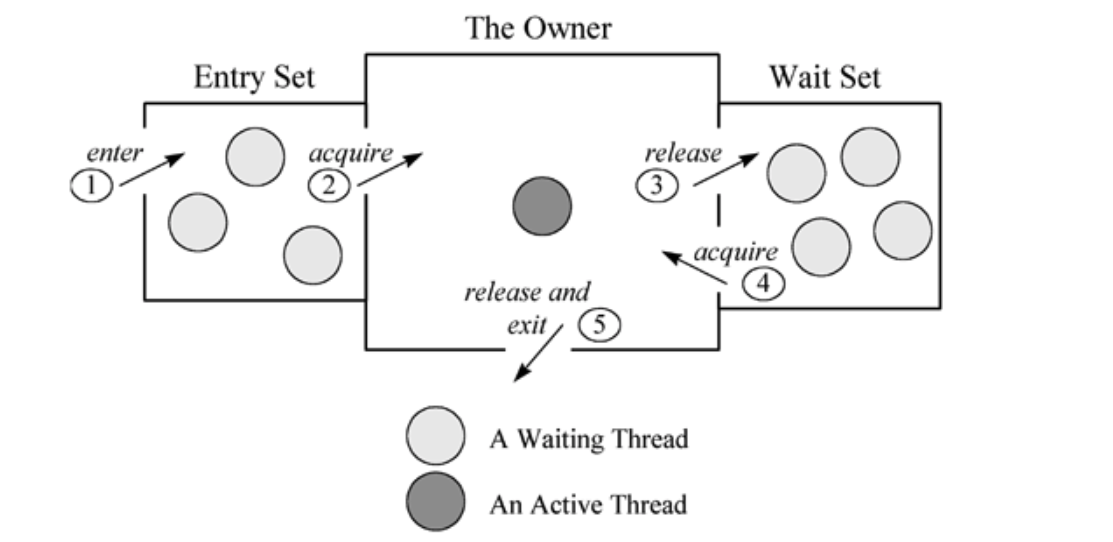 The Owner
Entry Set
Wait Set
enter
1
acquire
2
release
3
acquire
4
release and
exit
5
A Waiting Thread
An Active Thread